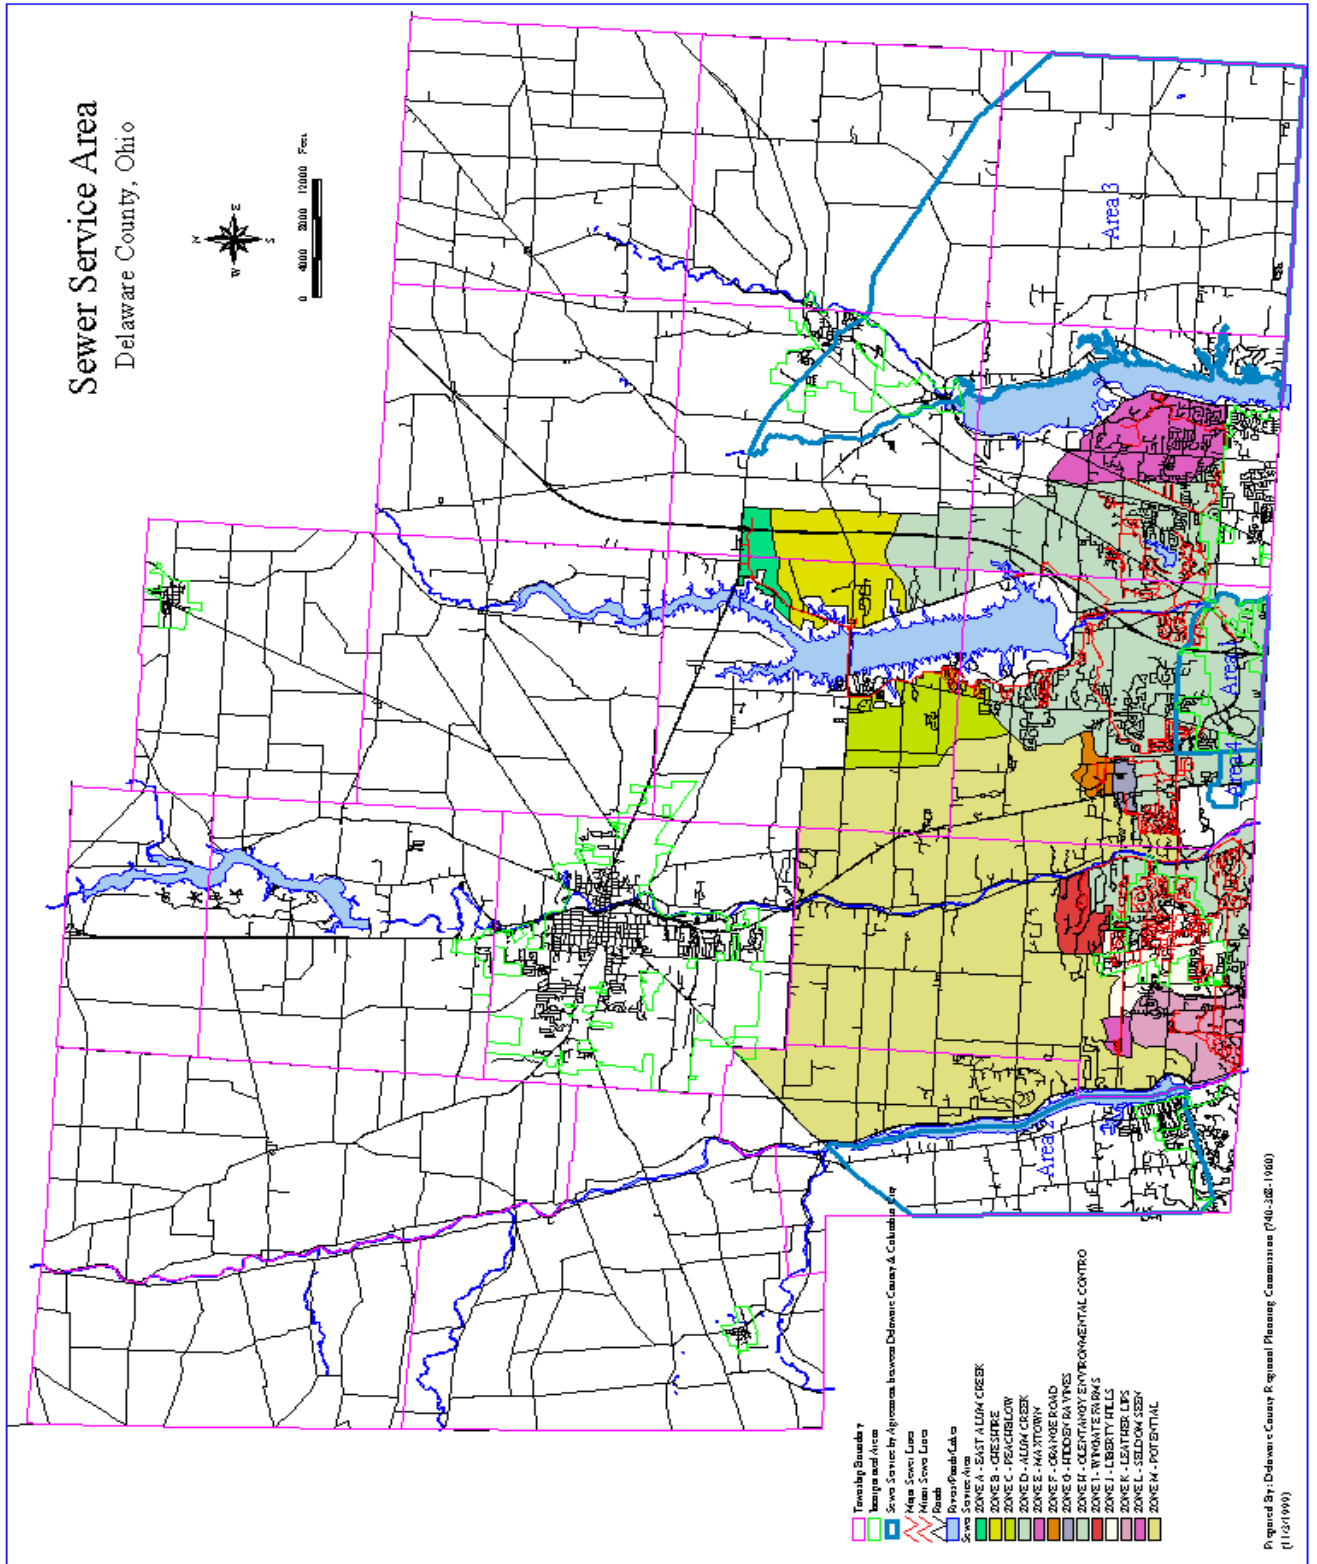 Sewer Service Area
Delaware County, Ohio
N
W
E
S
0 4000 8000 12000 Feet
Area 3
Area 1
Area 4
Area 2
Township Boundary
Incorporated Areas
Sewer Service by Agreement between Delaware County & Columbus City
Major Sewer Lines
Minor Sewer Lines
Roads
Rivers/Ponds/Lakes
Sewer Service Area
ZONE A - EAST ALUM CREEK
ZONE B - CHESHIRE
ZONE C - PEACHBLOW
ZONE D - ALUM CREEK
ZONE E - MAXTOWN
ZONE F - ORANGE ROAD
ZONE G - HIDDEN RAVINES
ZONE H - OLENTANGY ENVIRONMENTAL CONTRO
ZONE I - WINGATE FARMS
ZONE J - LIBERTY HILLS
ZONE K - LEATHER LIPS
ZONE L - SELDOM SEEN
ZONE M - POTENTIAL
Prepared By: Delaware County Regional Planning Commission
(11/23/1999)